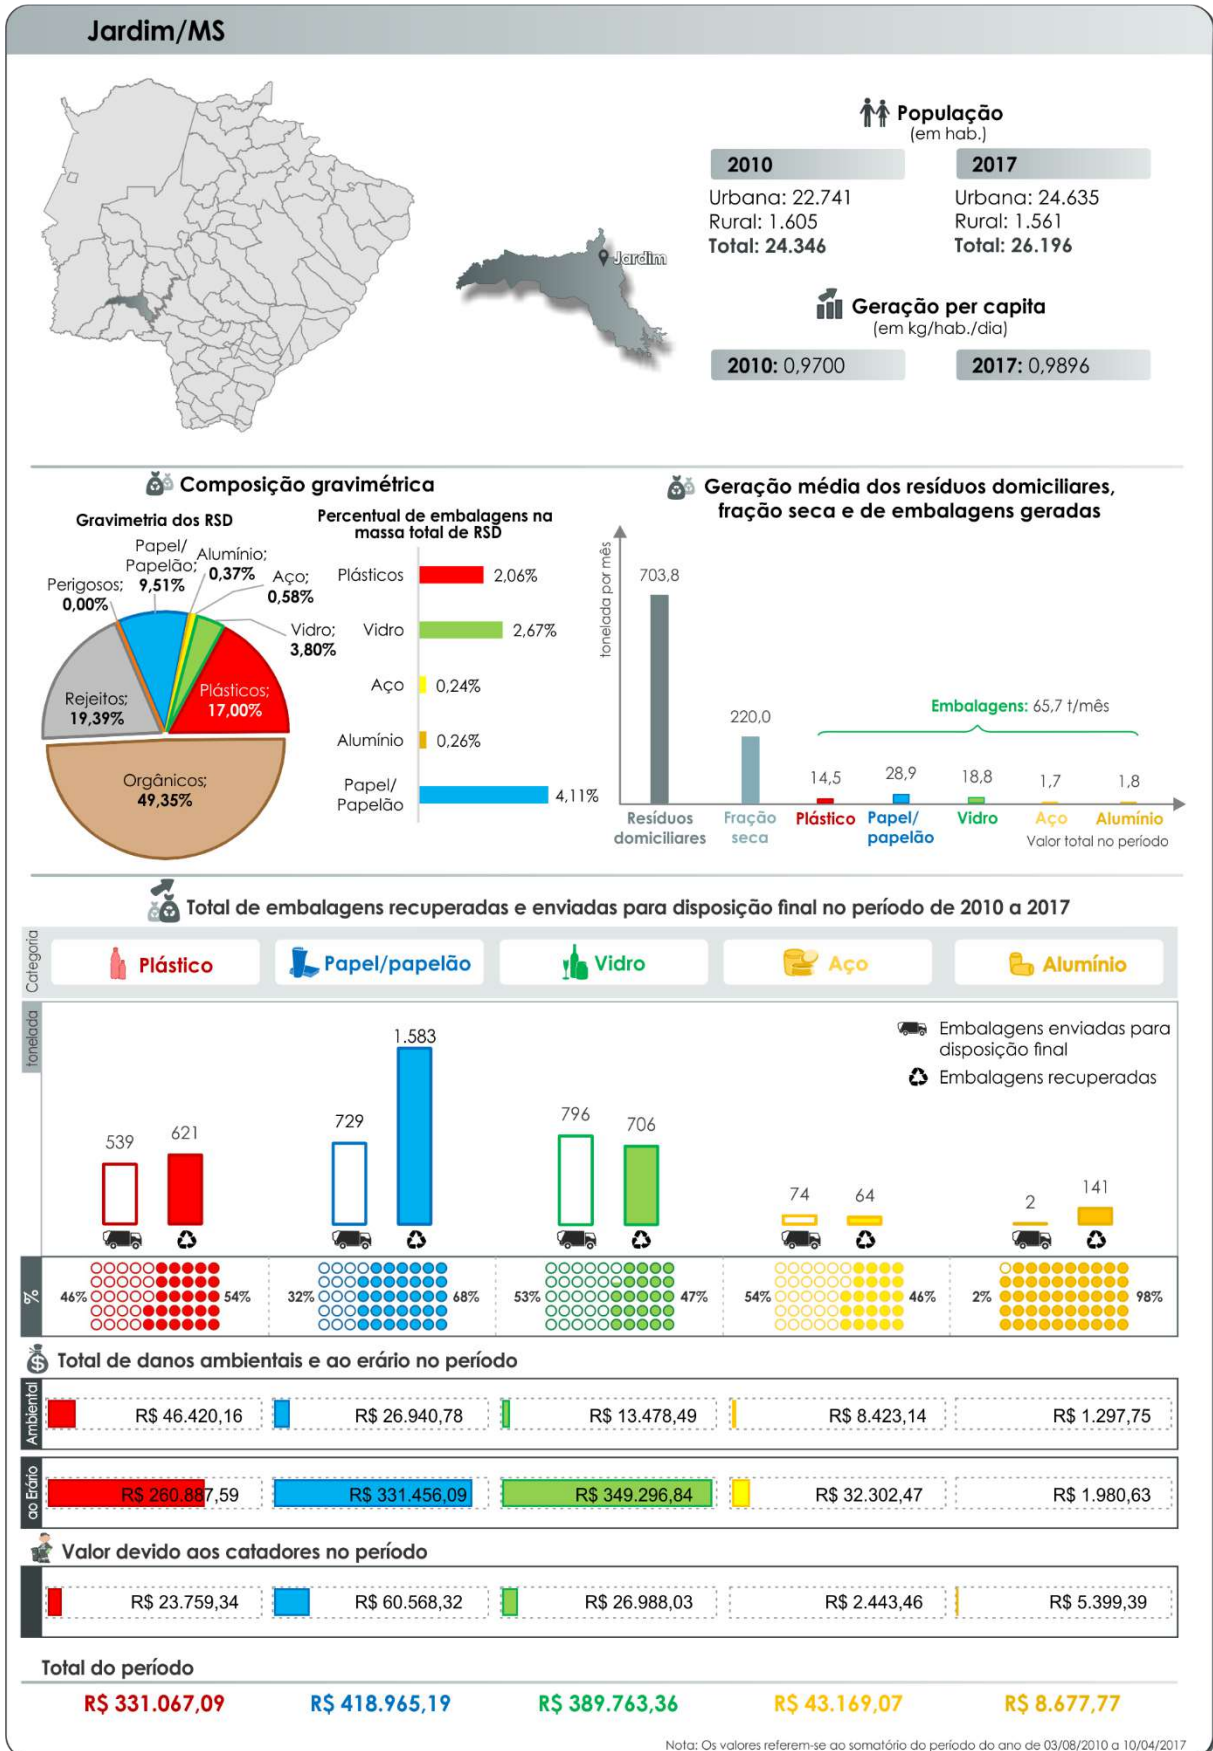 Jardim/MS
População
(em hab.)
2010
2017
Urbana: 22.741
Rural: 1.605
Total: 24.346
Urbana: 24.635
Rural: 1.561
Total: 26.196
Jardim
Geração per capita
(em kg/hab./dia)
2010: 0,9700
2017: 0,9896
Composição gravimétrica
Gravimetria dos RSD
Papel/
Papelão;
9,51%
Alumínio;
0,37%
Aço;
0,58%
Perigosos;
0,00%
Vidro;
3,80%
Plásticos;
17,00%
Rejeitos;
19,39%
Orgânicos;
49,35%
Percentual de embalagens na
massa total de RSD
Plásticos
2,06%
Vidro
2,67%
Aço
0,24%
Alumínio
0,26%
Papel/
Papelão
4,11%
Geração média dos resíduos domiciliares,
fração seca e de embalagens geradas
tonelada por mês
703,8
220,0
Embalagens: 65,7 t/mês
14,5
28,9
18,8
1,7
1,8
Resíduos
domiciliares
Fração
seca
Plástico
Papel/
papelão
Vidro
Aço
Alumínio
Valor total no período
Total de embalagens recuperadas e enviadas para disposição final no período de 2010 a 2017
Categoria
Plástico
Papel/papelão
Vidro
Aço
Alumínio
tonelada
Embalagens enviadas para
disposição final
Embalagens recuperadas
539
621
729
1.583
796
706
74
64
2
141
%
46%
54%
32%
68%
53%
47%
54%
46%
2%
98%
Total de danos ambientais e ao erário no período
Ambiental
R$ 46.420,16
R$ 26.940,78
R$ 13.478,49
R$ 8.423,14
R$ 1.297,75
ao Erário
R$ 260.887,59
R$ 331.456,09
R$ 349.296,84
R$ 32.302,47
R$ 1.980,63
Valor devido aos catadores no período
R$ 23.759,34
R$ 60.568,32
R$ 26.988,03
R$ 2.443,46
R$ 5.399,39
Total do período
R$ 331.067,09
R$ 418.965,19
R$ 389.763,36
R$ 43.169,07
R$ 8.677,77
Nota: Os valores referem-se ao somatório do período do ano de 03/08/2010 a 10/04/2017